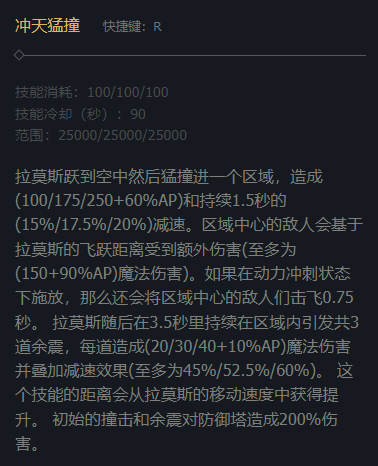 冲天猛撞 快捷键：R
技能消耗：100/100/100
技能冷却（秒）：90
范围：25000/25000/25000
拉莫斯跃到空中然后猛撞进一个区域，造成
(100/175/250+60%AP)和持续1.5秒的
(15%/17.5%/20%)减速。区域中心的敌人会基于
拉莫斯的飞跃距离受到额外伤害(至多为
(150+90%AP)魔法伤害)。如果在动力冲刺状态
下施放，那么还会将区域中心的敌人们击飞0.75
秒。 拉莫斯随后在3.5秒里持续在区域内引发共3
道余震，每道造成(20/30/40+10%AP)魔法伤害
并叠加减速效果(至多为45%/52.5%/60%)。 这
个技能的距离会从拉莫斯的移动速度中获得提
升。 初始的撞击和余震对防御塔造成200%伤
害。